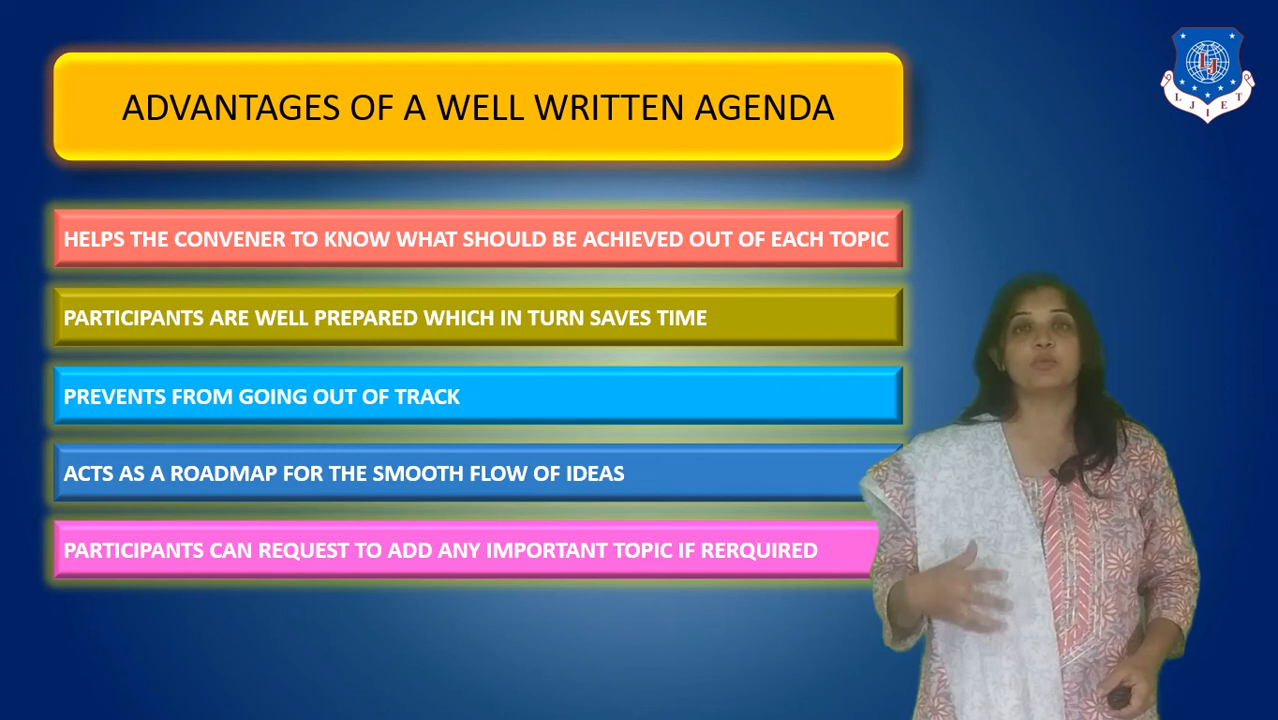 ADVANTAGES OF A WELL WRITTEN AGENDA
HELPS THE CONVENER TO KNOW WHAT SHOULD BE ACHIEVED OUT OF EACH TOPIC
PARTICIPANTS ARE WELL PREPARED WHICH IN TURN SAVES TIME
PREVENTS FROM GOING OUT OF TRACK
ACTS AS A ROADMAP FOR THE SMOOTH FLOW OF IDEAS
PARTICIPANTS CAN REQUEST TO ADD ANY IMPORTANT TOPIC IF RERQUIRED
LJ
L J I E T